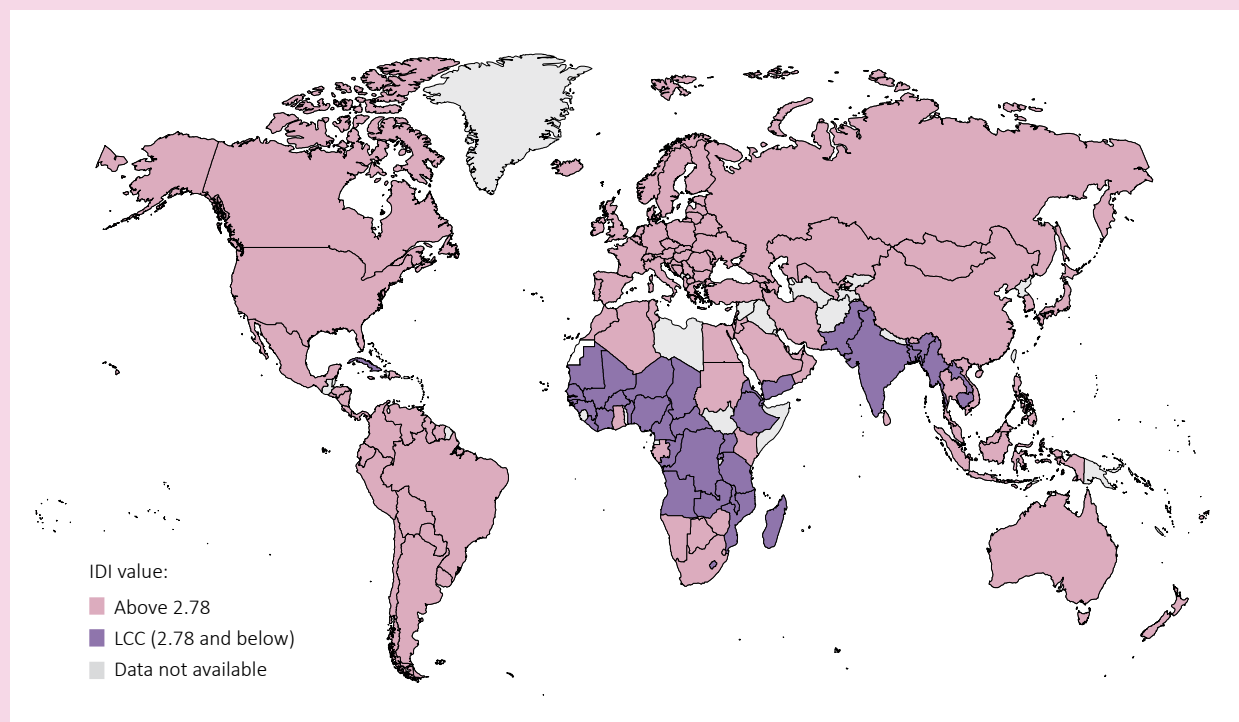 IDI value:
Above 2.78
LCC (2.78 and below)
Data not available